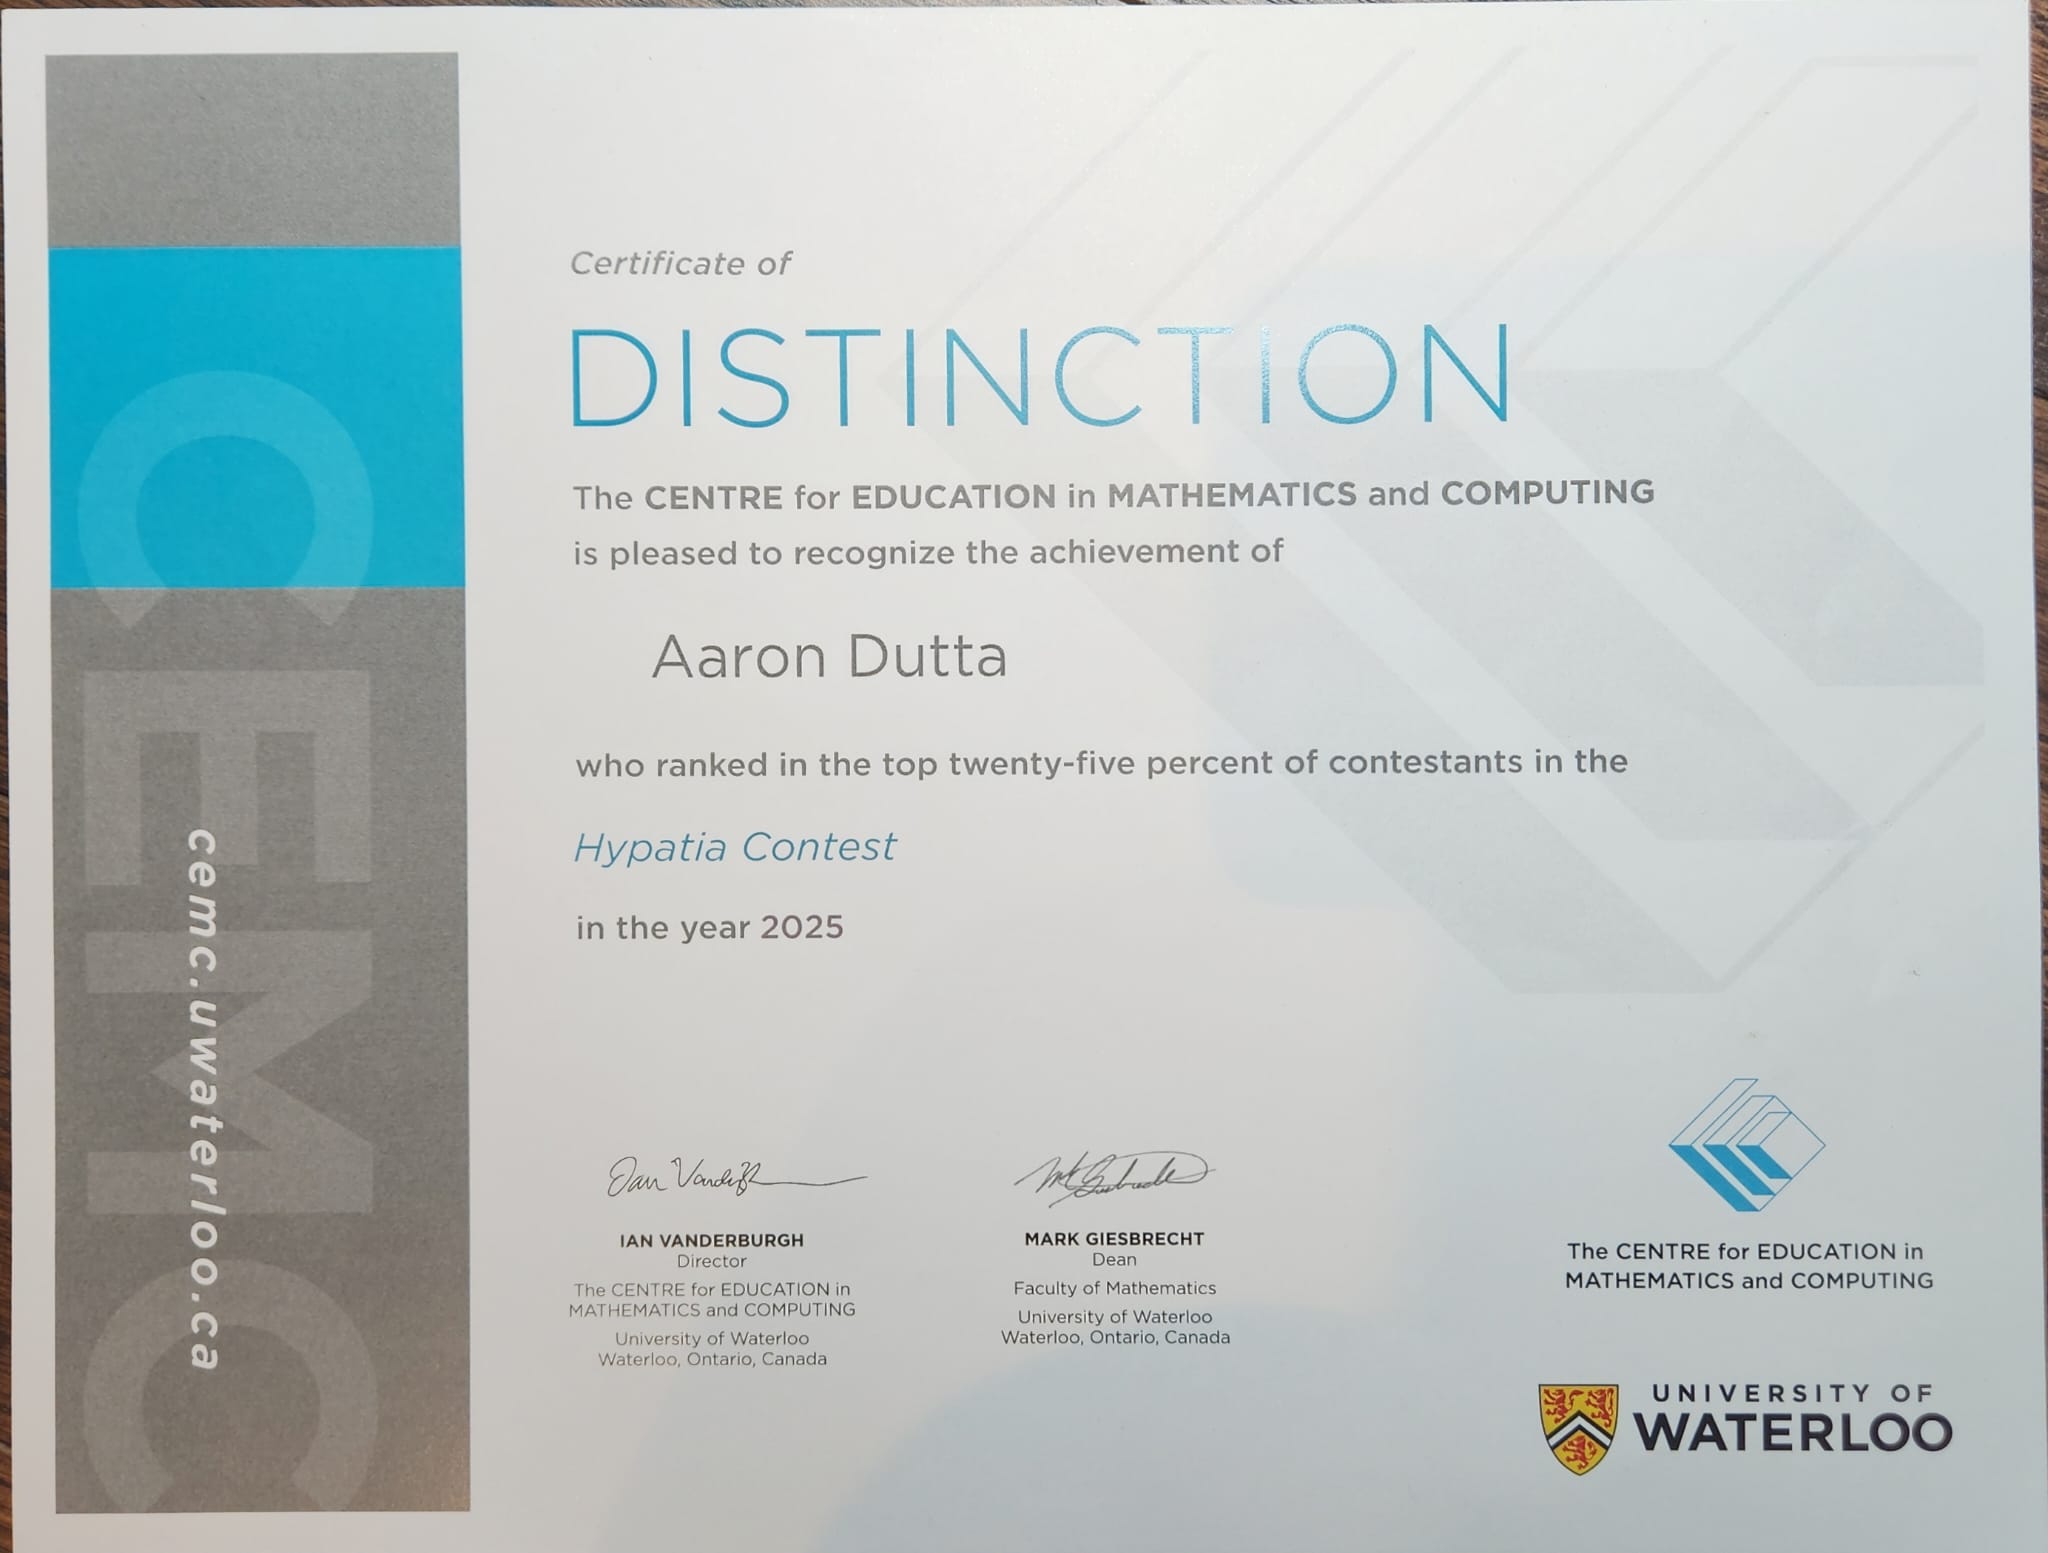 CEMC
cemc.uwaterloo.ca
Certificate of
DISTINCTION
The CENTRE for EDUCATION in MATHEMATICS and COMPUTING
is pleased to recognize the achievement of
Aaron Dutta
who ranked in the top twenty-five percent of contestants in the
Hypatia Contest
in the year 2025
IAN VANDERBURGH
Director
The CENTRE for EDUCATION in
MATHEMATICS and COMPUTING
University of Waterloo
Waterloo, Ontario, Canada
MARK GIESBRECHT
Dean
Faculty of Mathematics
University of Waterloo
Waterloo, Ontario, Canada
The CENTRE for EDUCATION in
MATHEMATICS and COMPUTING
UNIVERSITY OF
WATERLOO